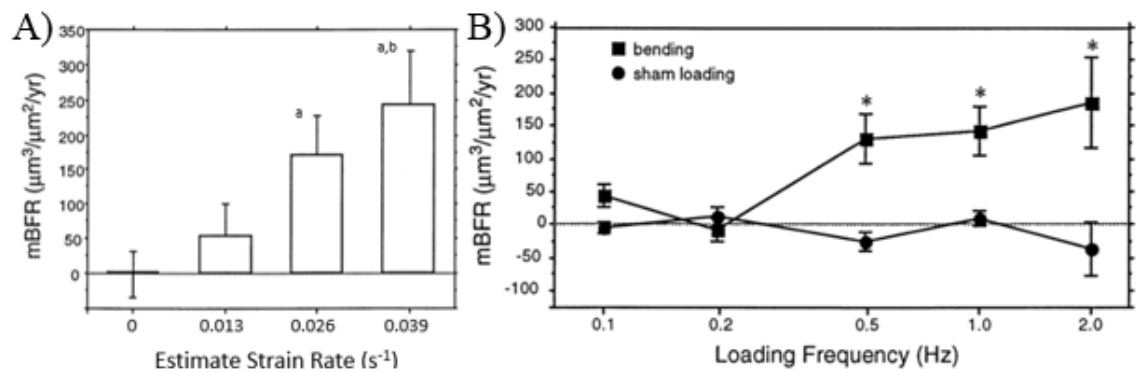 A)
mBFR (µm³/µm²/yr)
350
300
250
200
150
100
50
0
a
a,b
0 0.013 0.026 0.039
Estimate Strain Rate (s⁻¹)
B)
mBFR (µm³/µm²/yr)
300
250
200
150
100
50
0
-50
-100
bending
sham loading
* * *
0.1 0.2 0.5 1.0 2.0
Loading Frequency (Hz)